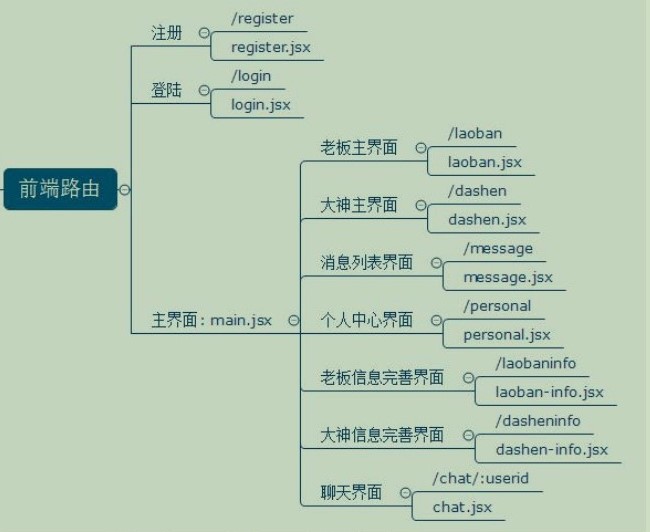 前端路由
注册
/register
register.jsx
登陆
/login
login.jsx
主界面：main.jsx
老板主界面
/laoban
laoban.jsx
大神主界面
/dashen
dashen.jsx
消息列表界面
/message
message.jsx
个人中心界面
/personal
personal.jsx
老板信息完善界面
/laobaninfo
laoban-info.jsx
大神信息完善界面
/dasheninfo
dashen-info.jsx
聊天界面
/chat/:userid
chat.jsx